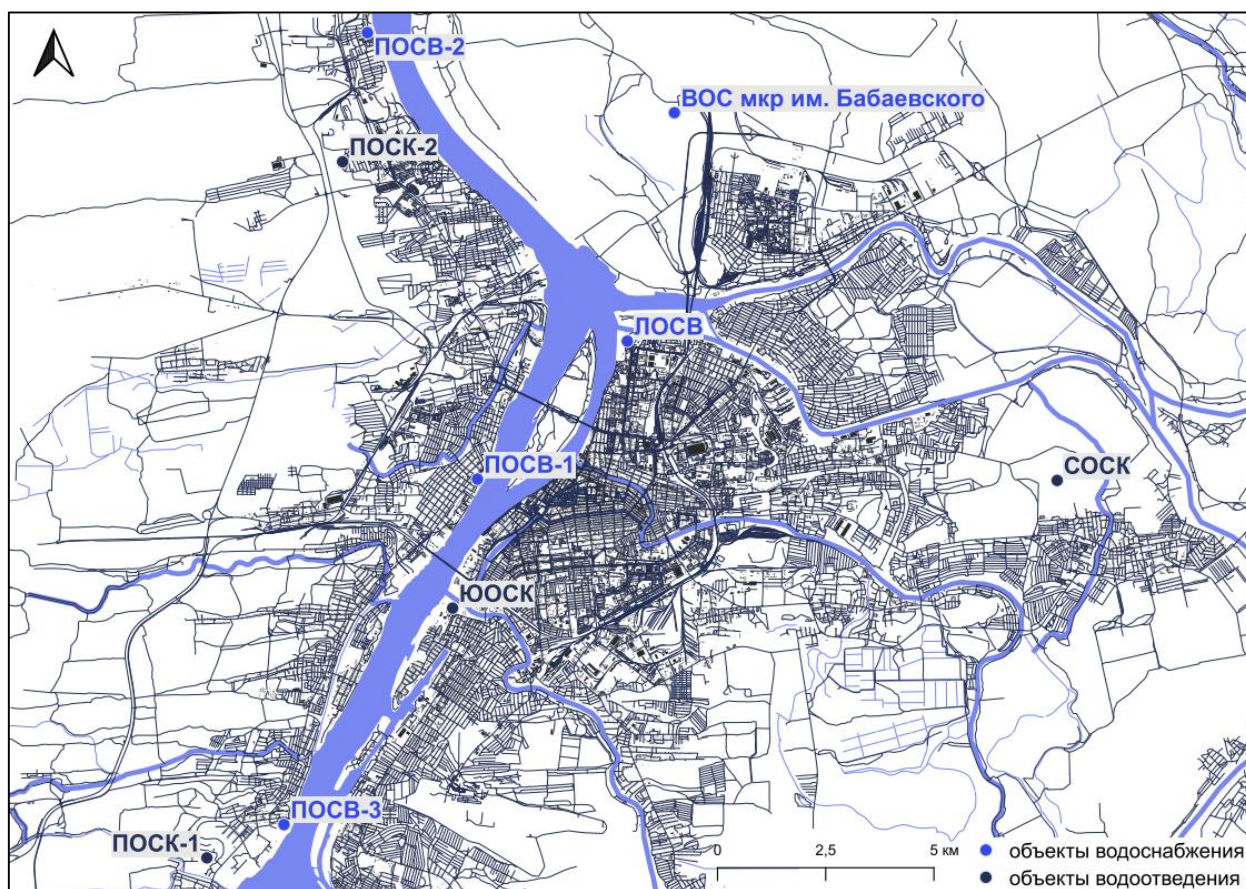 ПОСВ-2
ВОС мкр им. Бабаевского
ПОСК-2
ЛОСВ
ПОСВ-1
СОСК
ЮОСК
ПОСВ-3
ПОСК-1
0 2,5 5 км
объекты водоснабжения
объекты водоотведения